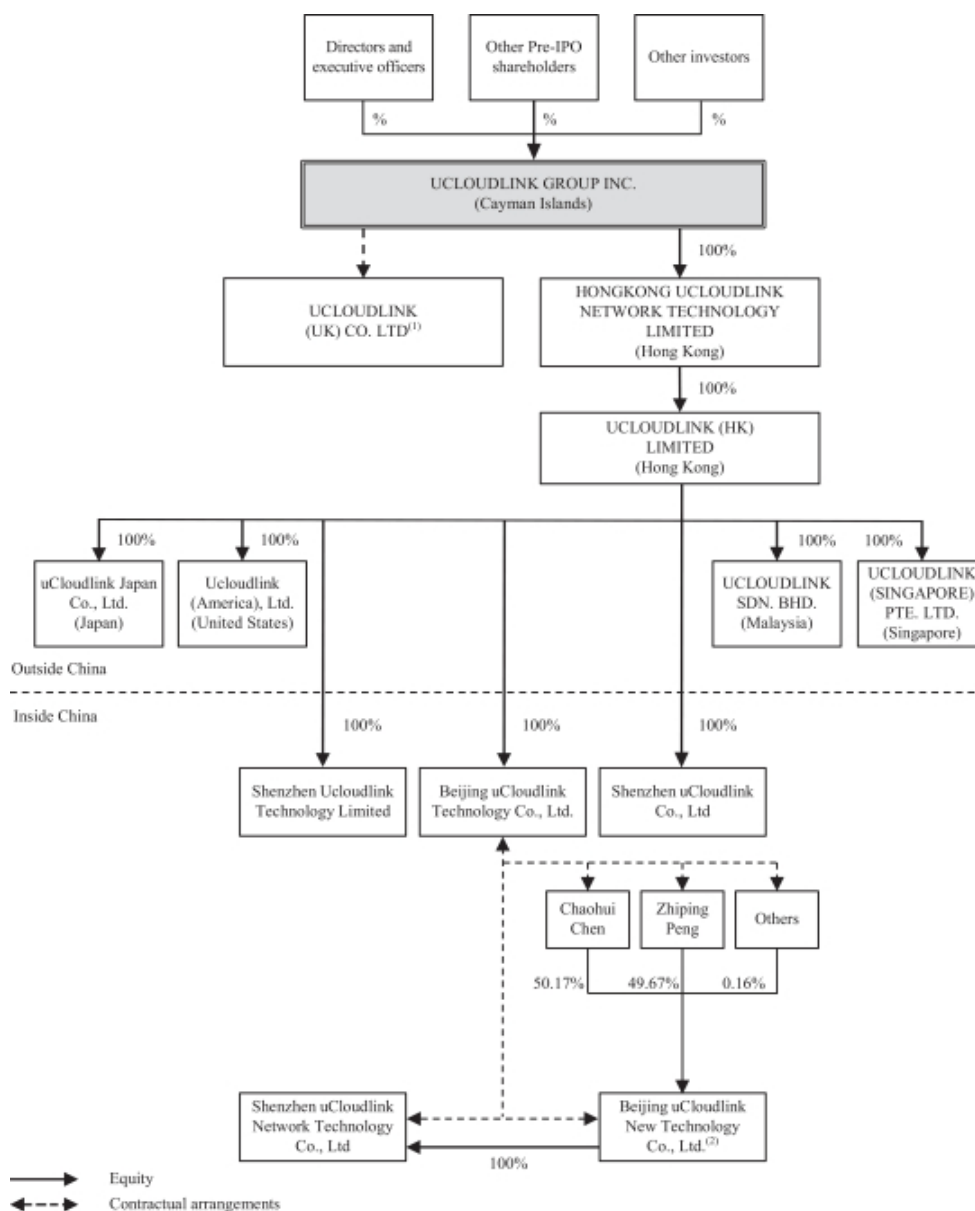 Directors and
executive officers
Other Pre-IPO
shareholders
Other investors
%
%
%
UCLOUDLINK GROUP INC.
(Cayman Islands)
100%
UCLOUDLINK
(UK) CO. LTD(1)
HONGKONG UCLOUDLINK
NETWORK TECHNOLOGY
LIMITED
(Hong Kong)
100%
UCLOUDLINK (HK)
LIMITED
(Hong Kong)
100%
100%
100%
100%
uCloudlink Japan
Co., Ltd.
(Japan)
Ucloudlink
(America), Ltd.
(United States)
UCLOUDLINK
SDN. BHD.
(Malaysia)
UCLOUDLINK
(SINGAPORE)
PTE. LTD.
(Singapore)
Outside China
Inside China
100%
100%
100%
Shenzhen Ucloudlink
Technology Limited
Beijing uCloudlink
Technology Co., Ltd.
Shenzhen uCloudlink
Co., Ltd
Chaohui
Chen
Zhiping
Peng
Others
50.17%
49.67%
0.16%
Shenzhen uCloudlink
Network Technology
Co., Ltd
Beijing uCloudlink
New Technology
Co., Ltd.(2)
100%
Equity
Contractual arrangements